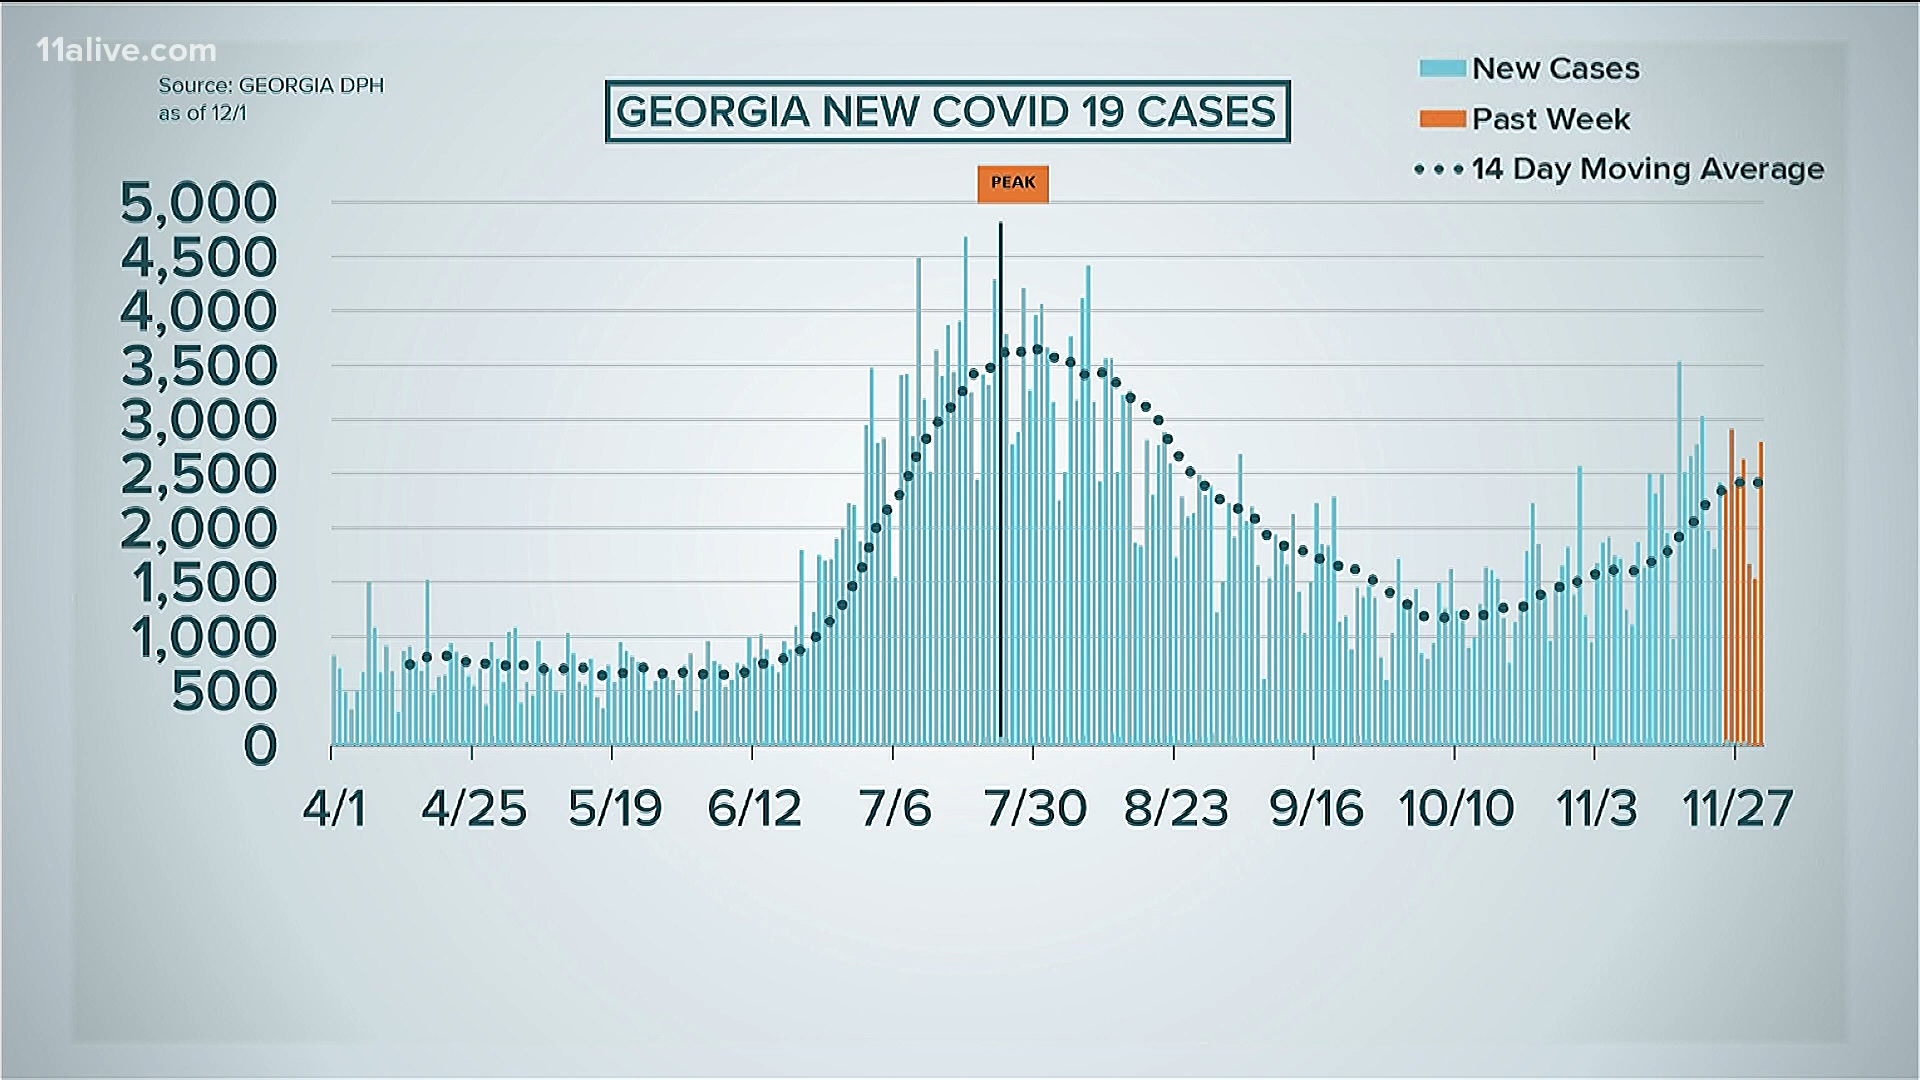 11alive.com
Source: GEORGIA DPH
as of 12/1
GEORGIA NEW COVID 19 CASES
New Cases
Past Week
14 Day Moving Average
PEAK
5,000
4,500
4,000
3,500
3,000
2,500
2,000
1,500
1,000
500
0
4/1 4/25 5/19 6/12 7/6 7/30 8/23 9/16 10/10 11/3 11/27